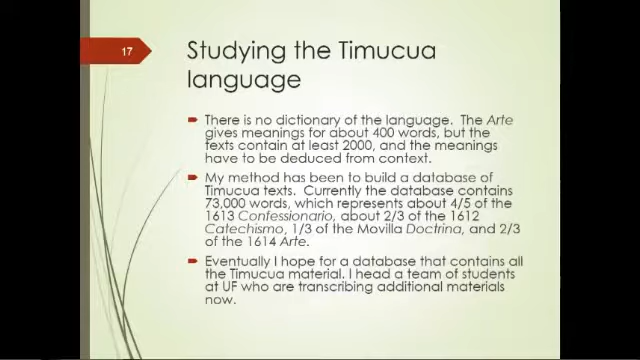 17
Studying the Timucua
language
There is no dictionary of the language. The Arte
gives meanings for about 400 words, but the
texts contain at least 2000, and the meanings
have to be deduced from context.
My method has been to build a database of
Timucua texts. Currently the database contains
73,000 words, which represents about 4/5 of the
1613 Confessionario, about 2/3 of the 1612
Catechismo, 1/3 of the Movilla Doctrina, and 2/3
of the 1614 Arte.
Eventually I hope for a database that contains all
the Timucua material. I head a team of students
at UF who are transcribing additional materials
now.